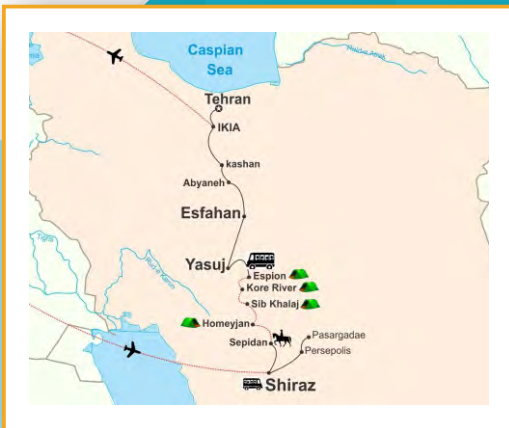 Caspian
Sea
Tehran
IKIA
kashan
Abyaneh
Esfahan
Yasuj
Espion
Kore River
Sib Khalaj
Homeyjan
Sepidan
Pasargadae
Persepolis
Shiraz